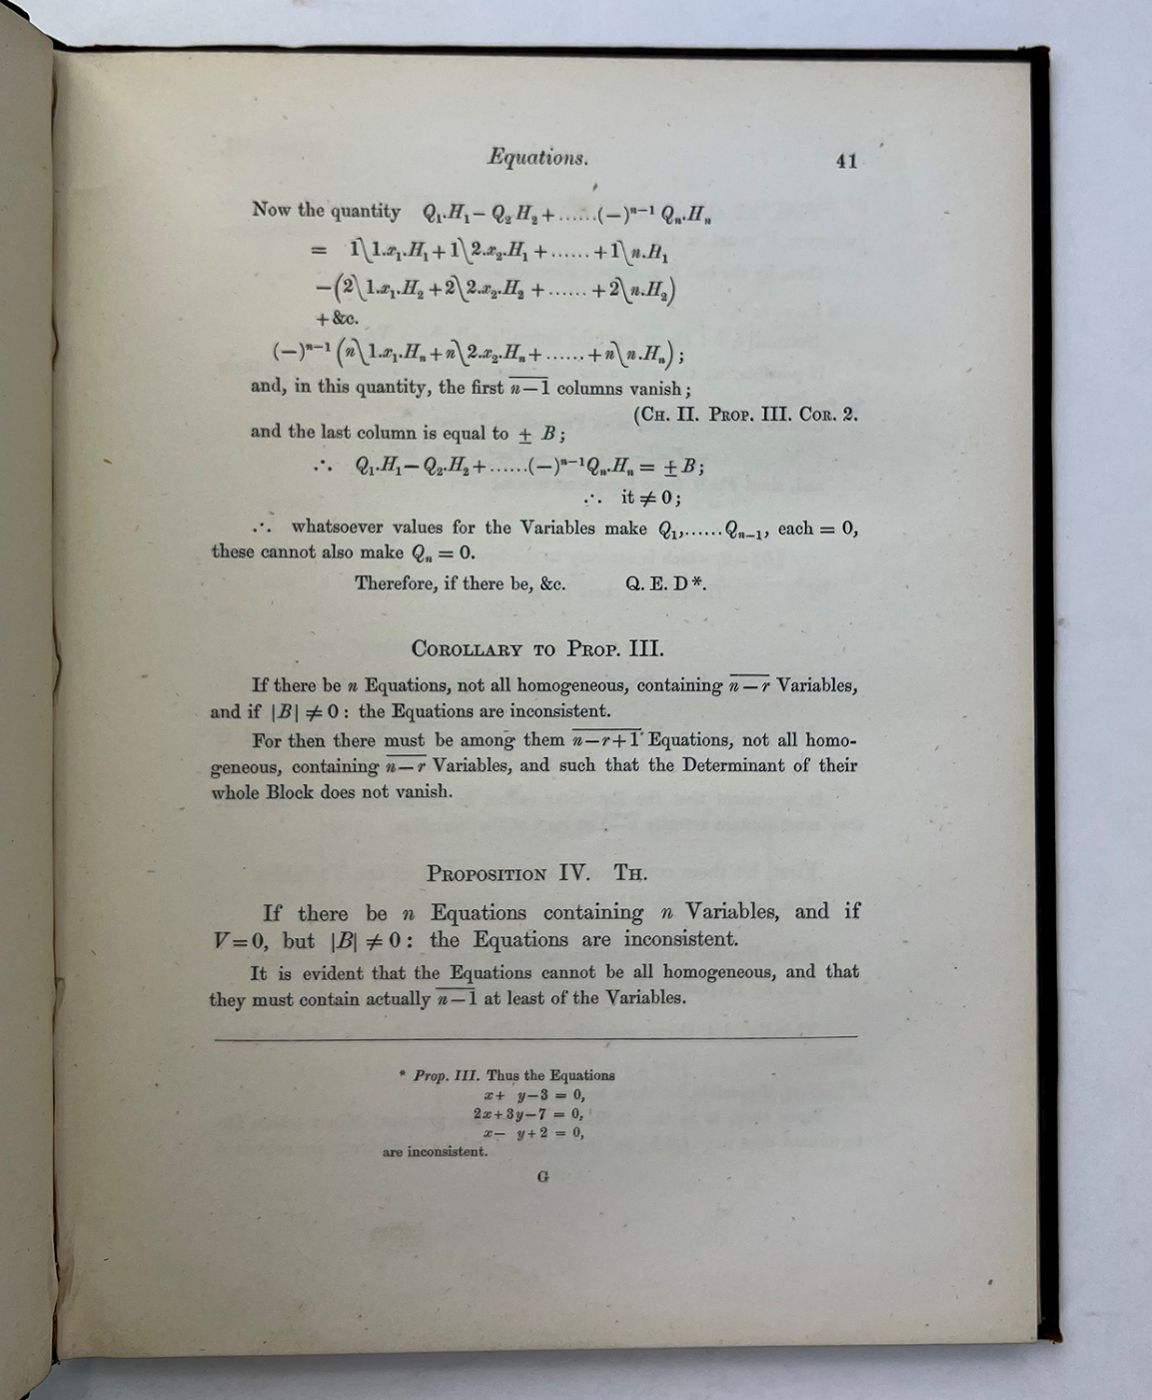 Equations.
41
Now the quantity Q₁.H₁ − Q₂ H₂ + ......(−)ⁿ⁻¹ Qₙ.Hₙ
= 1\1.x₁.H₁ + 1\2.x₂.H₁ + ...... + 1\n.H₁
−(2\1.x₁.H₂ + 2\2.x₂.H₂ + ...... + 2\n.H₂)
+ &c.
(−)ⁿ⁻¹ (n\1.x₁.Hₙ + n\2.x₂.Hₙ + ...... + n\n.Hₙ) ;
and, in this quantity, the first n̅−̅1̅ columns vanish ;
(Ch. II. Prop. III. Cor. 2.
and the last column is equal to ± B ;
∴ Q₁.H₁ − Q₂.H₂ + ......(−)ⁿ⁻¹Qₙ.Hₙ = ± B ;
∴ it ≠ 0 ;
∴ whatsoever values for the Variables make Q₁,......Qₙ₋₁, each = 0,
these cannot also make Qₙ = 0.
Therefore, if there be, &c. Q. E. D*.
Corollary to Prop. III.
If there be n Equations, not all homogeneous, containing n̅−̅r̅ Variables,
and if |B| ≠ 0 : the Equations are inconsistent.
For then there must be among them n̅−̅r̅+̅1̅ Equations, not all homo-
geneous, containing n̅−̅r̅ Variables, and such that the Determinant of their
whole Block does not vanish.
Proposition IV. Th.
If there be n Equations containing n Variables, and if
V = 0, but |B| ≠ 0 : the Equations are inconsistent.
It is evident that the Equations cannot be all homogeneous, and that
they must contain actually n̅−̅1̅ at least of the Variables.
* Prop. III. Thus the Equations
x + y − 3 = 0,
2x + 3y − 7 = 0,
x − y + 2 = 0,
are inconsistent.
G